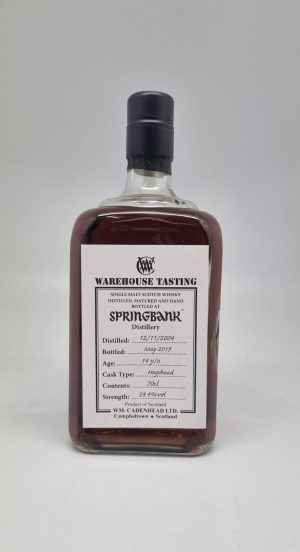 WAREHOUSE TASTING
SINGLE MALT SCOTCH WHISKY
DISTILLED, MATURED AND HAND
BOTTLED AT
SPRINGBANK
Distillery
Distilled: 12/11/2004
Bottled: May 2019
Age: 14 y/o
Cask Type: Hogshead
Contents: 70cl
Strength: 54.4%vol
Product of Scotland
WM. CADENHEAD LTD.
Campbeltown • Scotland